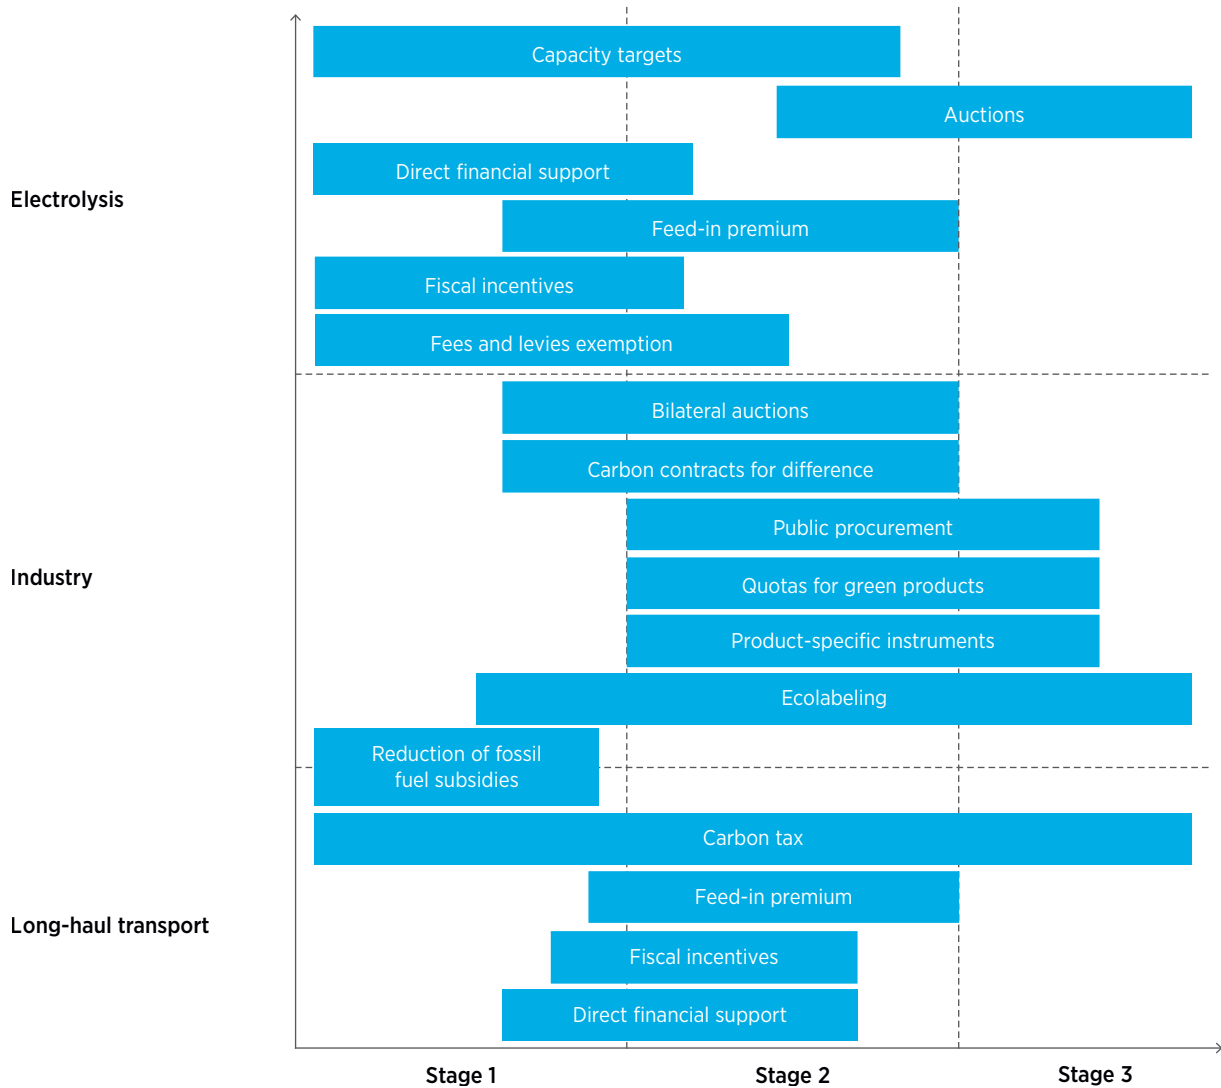 Capacity targets
Auctions
Direct financial support
Electrolysis
Feed-in premium
Fiscal incentives
Fees and levies exemption
Bilateral auctions
Carbon contracts for difference
Public procurement
Industry
Quotas for green products
Product-specific instruments
Ecolabeling
Reduction of fossil
fuel subsidies
Carbon tax
Feed-in premium
Long-haul transport
Fiscal incentives
Direct financial support
Stage 1
Stage 2
Stage 3